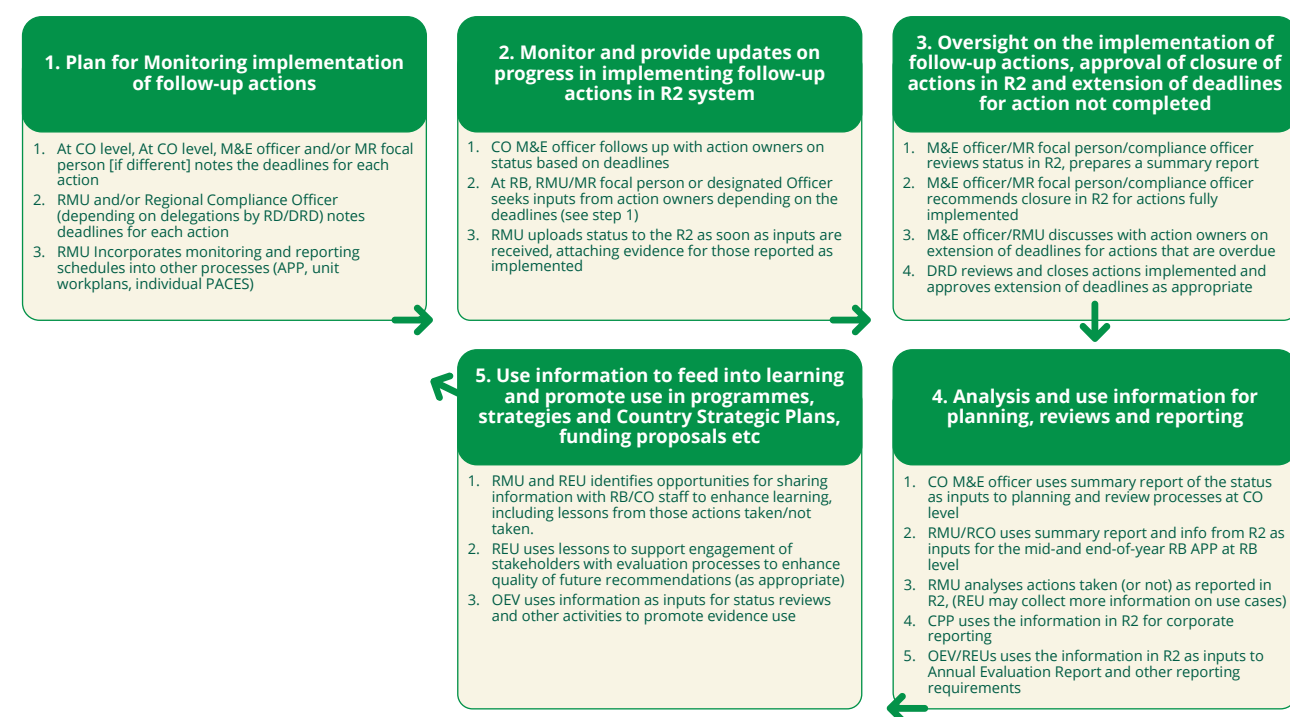 1. Plan for Monitoring implementation
of follow-up actions
1. At CO level, At CO level, M&E officer and/or MR focal
person [if different] notes the deadlines for each
action
2. RMU and/or Regional Compliance Officer
(depending on delegations by RD/DRD) notes
deadlines for each action
3. RMU Incorporates monitoring and reporting
schedules into other processes (APP, unit
workplans, individual PACES)
2. Monitor and provide updates on
progress in implementing follow-up
actions in R2 system
1. CO M&E officer follows up with action owners on
status based on deadlines
2. At RB, RMU/MR focal person or designated Officer
seeks inputs from action owners depending on the
deadlines (see step 1)
3. RMU uploads status to the R2 as soon as inputs are
received, attaching evidence for those reported as
implemented
3. Oversight on the implementation of
follow-up actions, approval of closure of
actions in R2 and extension of deadlines
for action not completed
1. M&E officer/MR focal person/compliance officer
reviews status in R2, prepares a summary report
2. M&E officer/MR focal person/compliance officer
recommends closure in R2 for actions fully
implemented
3. M&E officer/RMU discusses with action owners on
extension of deadlines for actions that are overdue
4. DRD reviews and closes actions implemented and
approves extension of deadlines as appropriate
4. Analysis and use information for
planning, reviews and reporting
1. CO M&E officer uses summary report of the status
as inputs to planning and review processes at CO
level
2. RMU/RCO uses summary report and info from R2 as
inputs for the mid-and end-of-year RB APP at RB
level
3. RMU analyses actions taken (or not) as reported in
R2, (REU may collect more information on use cases)
4. CPP uses the information in R2 for corporate
reporting
5. OEV/REUs uses the information in R2 as inputs to
Annual Evaluation Report and other reporting
requirements
5. Use information to feed into learning
and promote use in programmes,
strategies and Country Strategic Plans,
funding proposals etc
1. RMU and REU identifies opportunities for sharing
information with RB/CO staff to enhance learning,
including lessons from those actions taken/not
taken.
2. REU uses lessons to support engagement of
stakeholders with evaluation processes to enhance
quality of future recommendations (as appropriate)
3. OEV uses information as inputs for status reviews
and other activities to promote evidence use